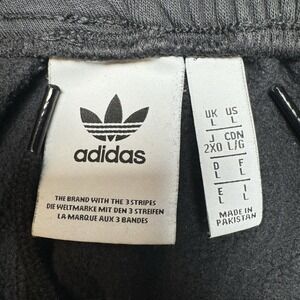 adidas
THE BRAND WITH THE 3 STRIPES
DIE WELTMARKE MIT DEN 3 STREIFEN
LA MARQUE AUX 3 BANDES
UK US
L L
J CDN
2XO L/G
D F
L L
E I
L L
MADE IN
PAKISTAN